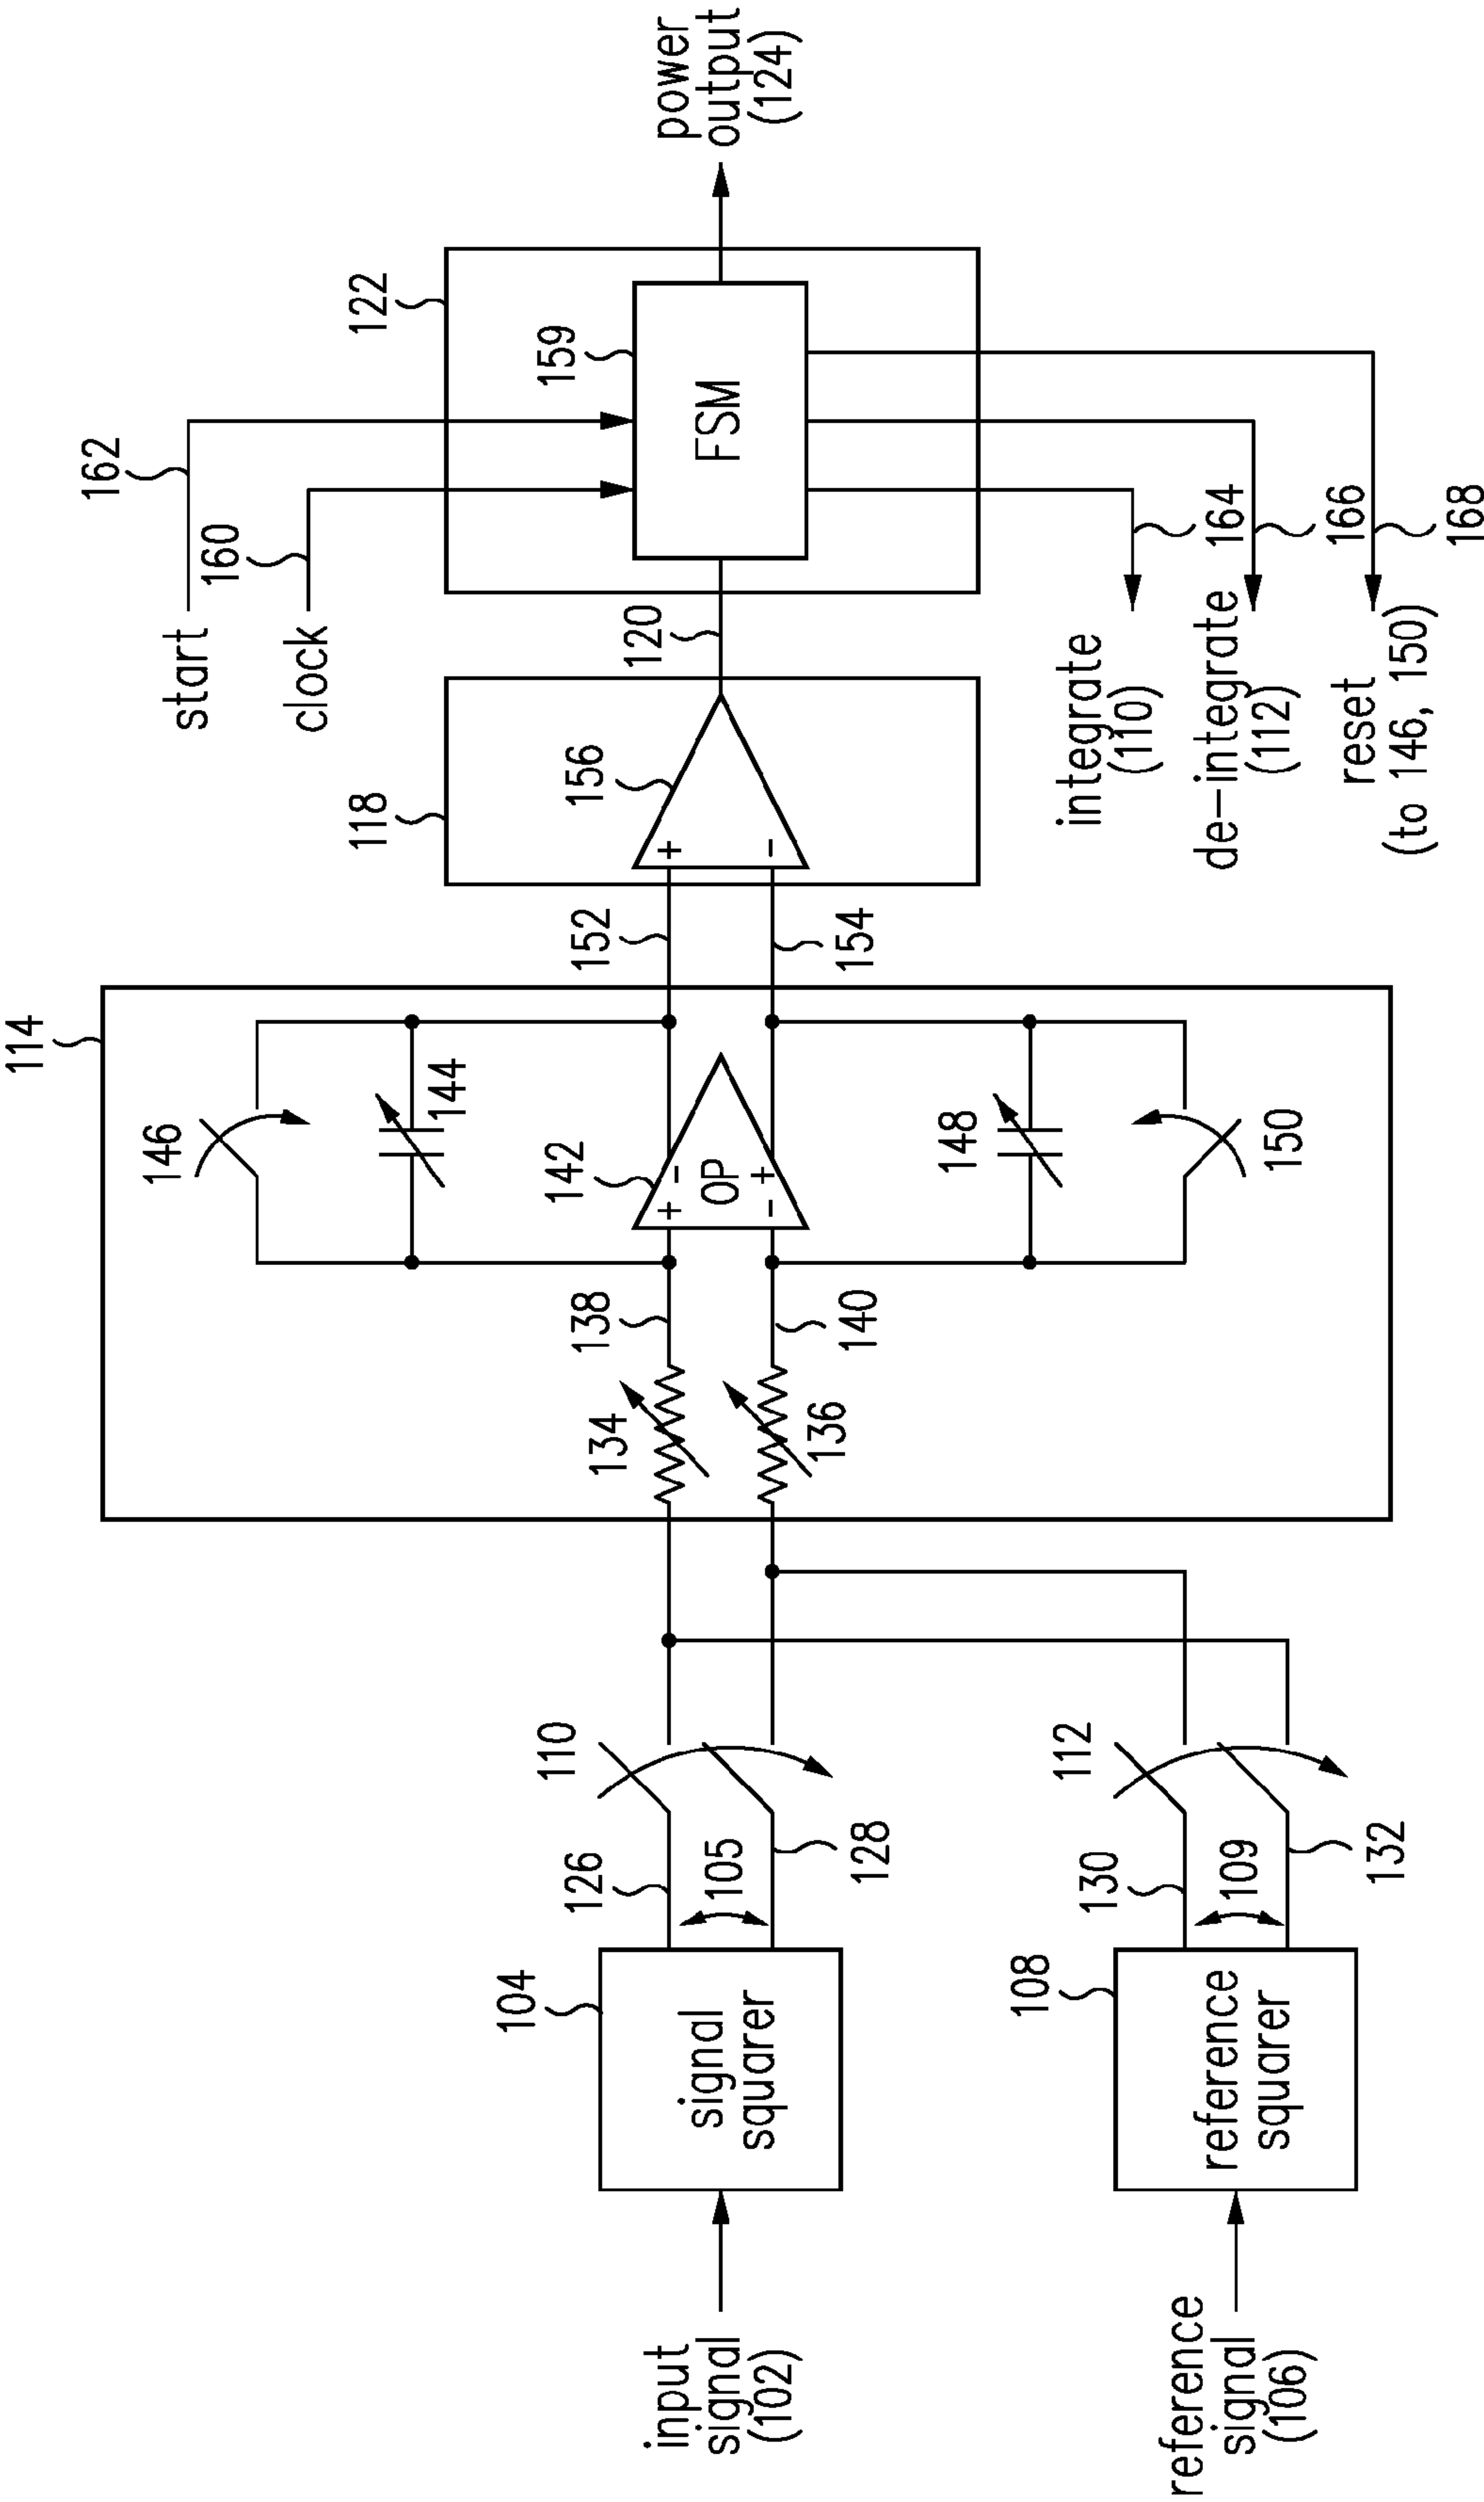 114
162
start
160
clock
146
144
118
122
138
142
152
156
120
159
134
+
-
OP
-
+
+
-
FSM
power
output
(124)
input
signal
(102)
104
signal
squarer
126
105
128
110
136
140
154
148
150
integrate
(110)
164
de-integrate
(112)
166
reset
(to 146, 150)
168
reference
signal
(106)
108
reference
squarer
130
109
132
112